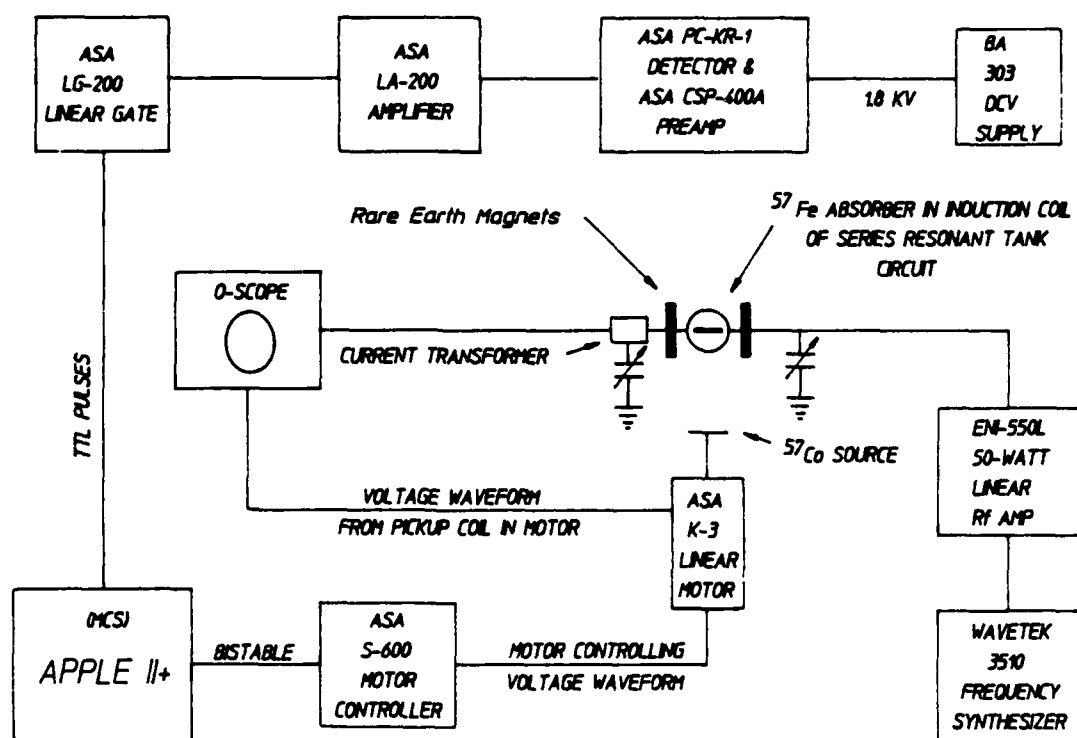 ASA
LG-200
LINEAR GATE
ASA
LA-200
AMPLIFIER
ASA PC-KR-1
DETECTOR &
ASA CSP-400A
PREAMP
1.8 KV
BA
303
DCV
SUPPLY
Rare Earth Magnets
57Fe ABSORBER IN INDUCTION COIL
OF SERIES RESONANT TANK
CIRCUIT
O-SCOPE
CURRENT TRANSFORMER
TTL PULSES
57Co SOURCE
ENI-550L
50-WATT
LINEAR
Rf AMP
VOLTAGE WAVEFORM
FROM PICKUP COIL IN MOTOR
ASA
K-3
LINEAR
MOTOR
(MCS)
APPLE II+
BISTABLE
ASA
S-600
MOTOR
CONTROLLER
MOTOR CONTROLLING
VOLTAGE WAVEFORM
WAVETEK
3510
FREQUENCY
SYNTHESIZER